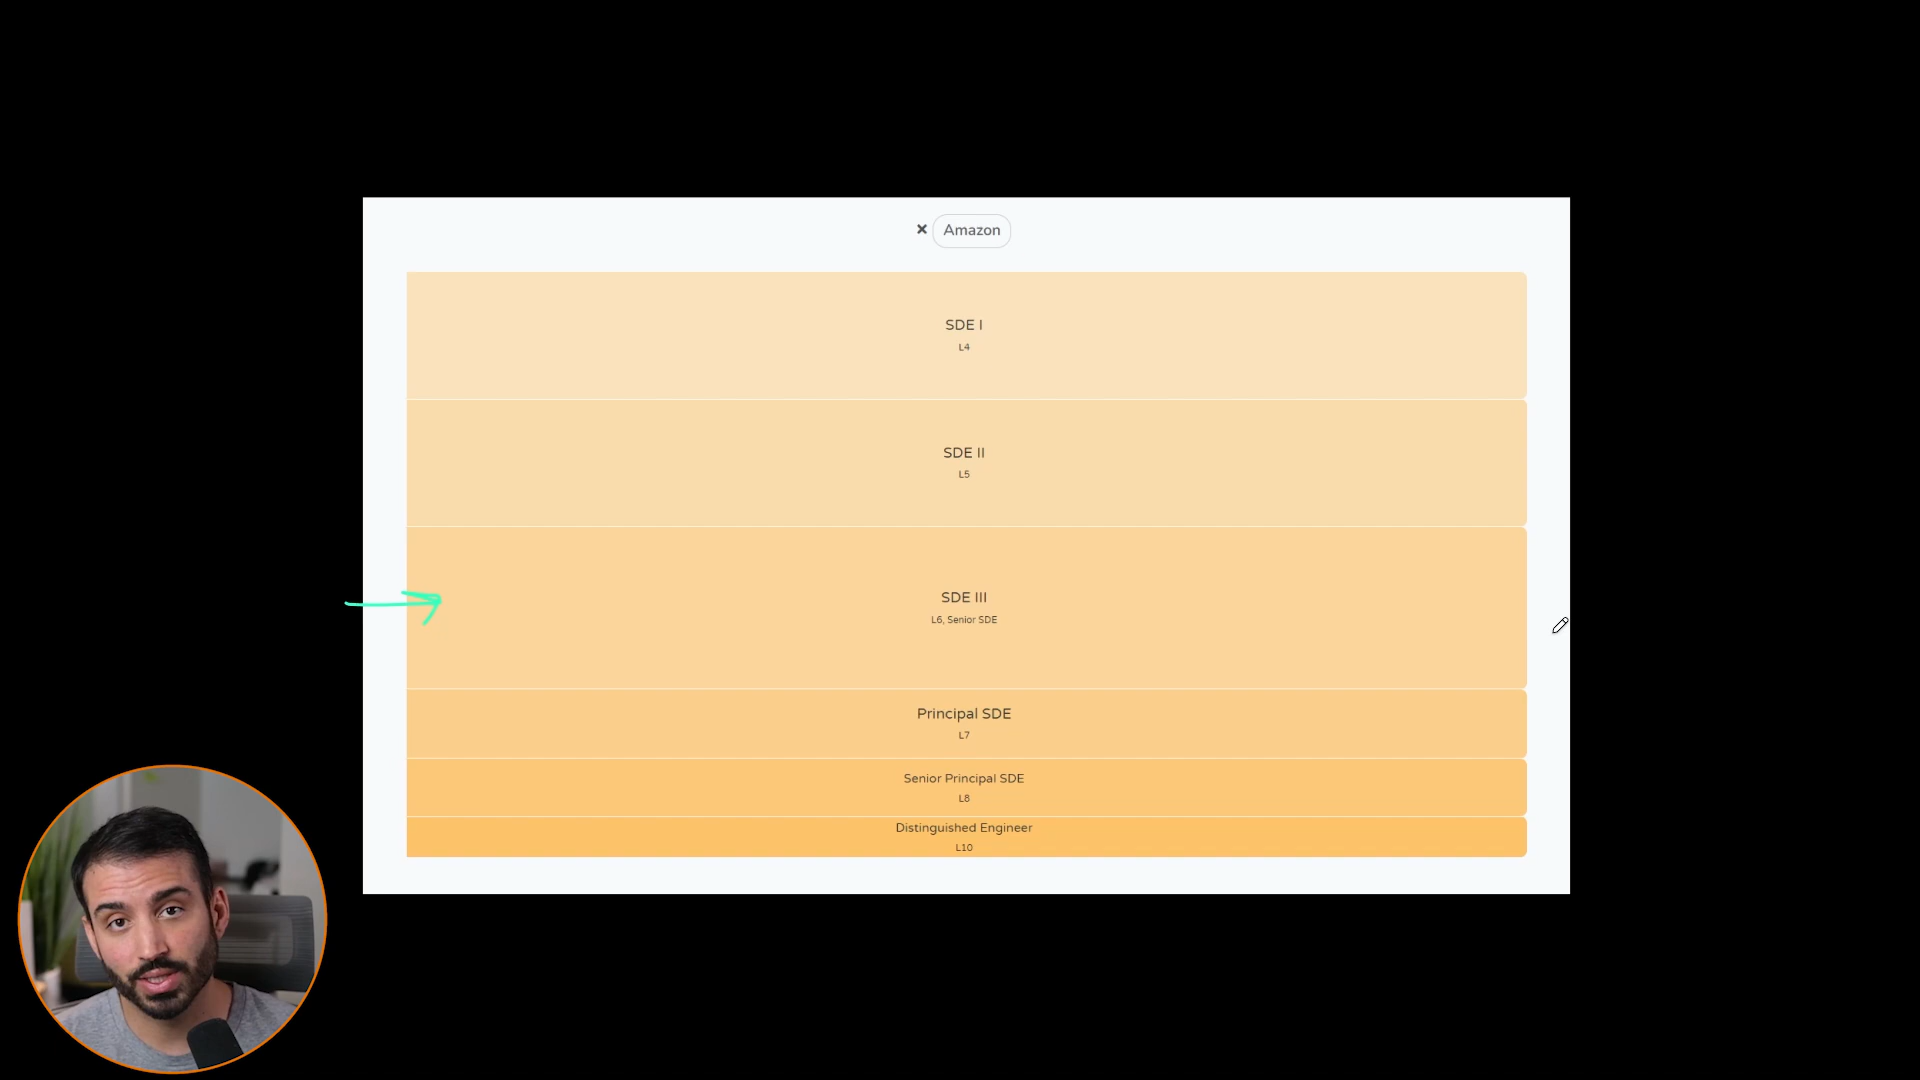 × Amazon
SDE I
L4
SDE II
L5
SDE III
L6, Senior SDE
Principal SDE
L7
Senior Principal SDE
L8
Distinguished Engineer
L10